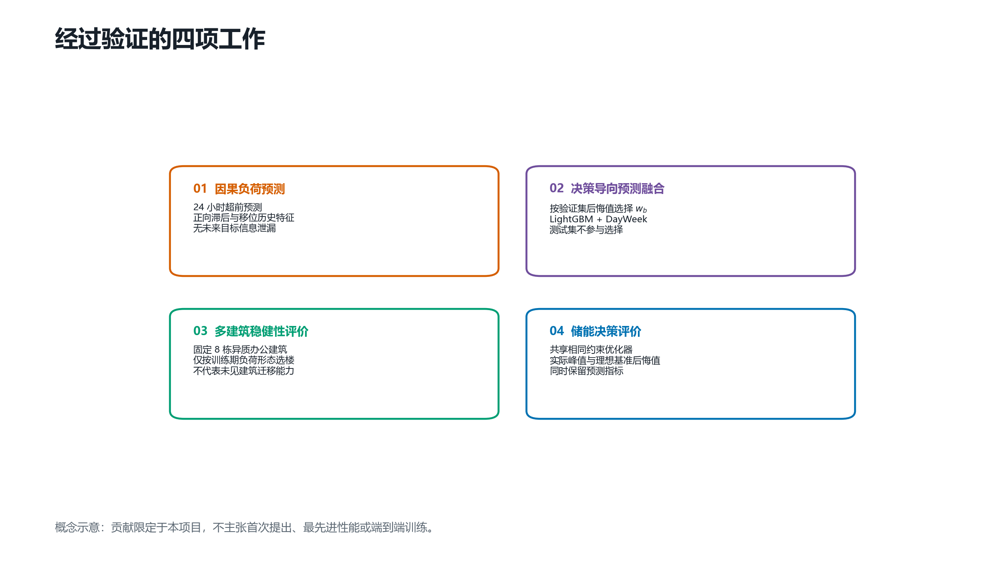 经过验证的四项工作
01 因果负荷预测
24 小时超前预测
正向滞后与移位历史特征
无未来目标信息泄漏
02 决策导向预测融合
按验证集后悔值选择 w_b
LightGBM + DayWeek
测试集不参与选择
03 多建筑稳健性评价
固定 8 栋异质办公建筑
仅按训练期负荷形态选楼
不代表未见建筑迁移能力
04 储能决策评价
共享相同约束优化器
实际峰值与理想基准后悔值
同时保留预测指标
概念示意：贡献限定于本项目，不主张首次提出、最先进性能或端到端训练。